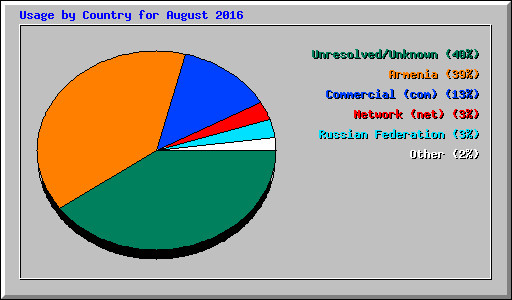 Usage by Country for August 2016
Unresolved/Unknown (40%)
Armenia (39%)
Commercial (com) (13%)
Network (net) (3%)
Russian Federation (3%)
Other (2%)